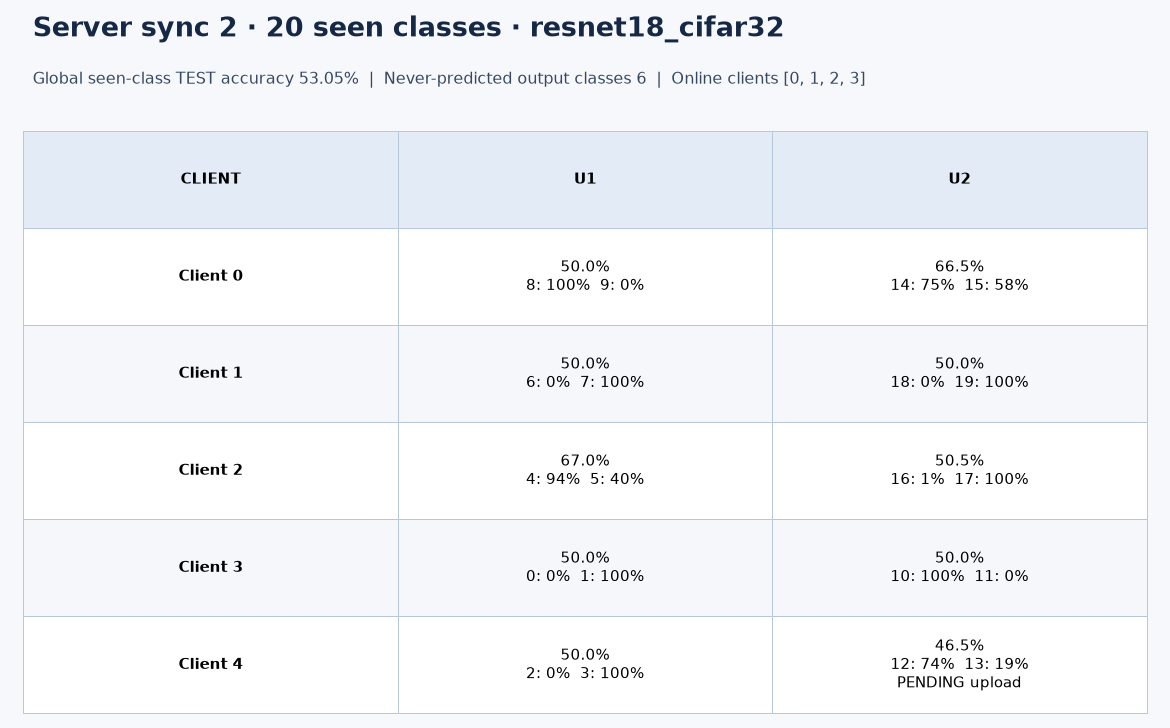 Server sync 2 · 20 seen classes · resnet18_cifar32
Global seen-class TEST accuracy 53.05%  |  Never-predicted output classes 6  |  Online clients [0, 1, 2, 3]
CLIENT
U1
U2
Client 0
50.0%
8: 100%  9: 0%
66.5%
14: 75%  15: 58%
Client 1
50.0%
6: 0%  7: 100%
50.0%
18: 0%  19: 100%
Client 2
67.0%
4: 94%  5: 40%
50.5%
16: 1%  17: 100%
Client 3
50.0%
0: 0%  1: 100%
50.0%
10: 100%  11: 0%
Client 4
50.0%
2: 0%  3: 100%
46.5%
12: 74%  13: 19%
PENDING upload